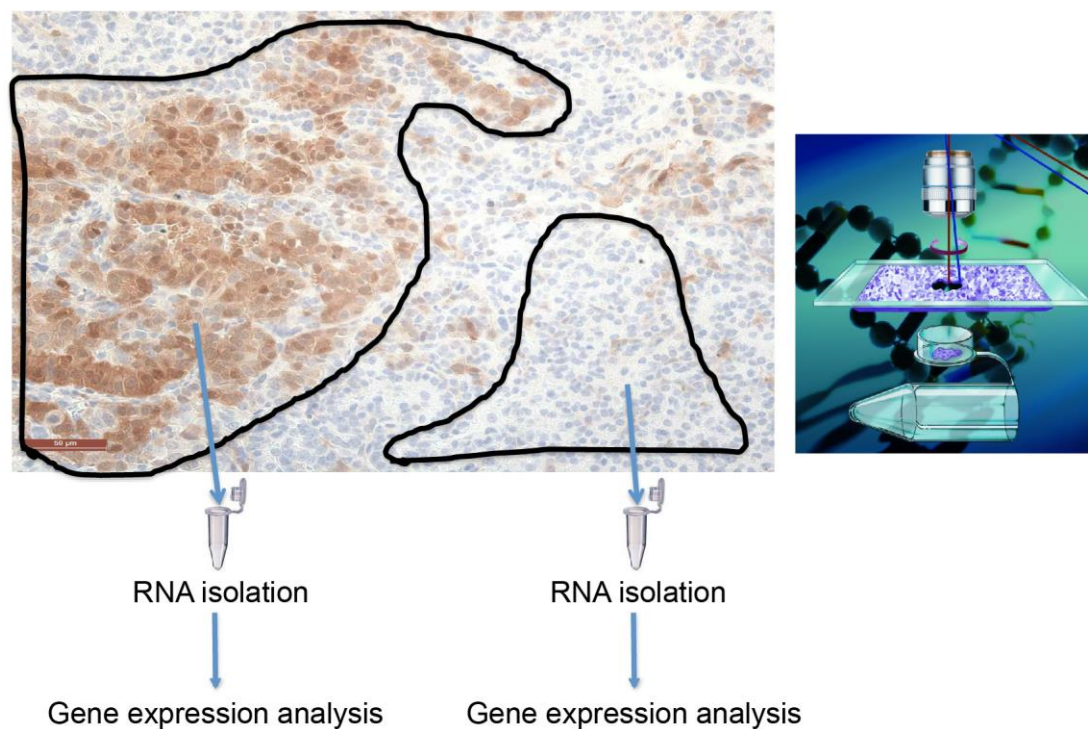 50 µm
RNA isolation
RNA isolation
Gene expression analysis
Gene expression analysis